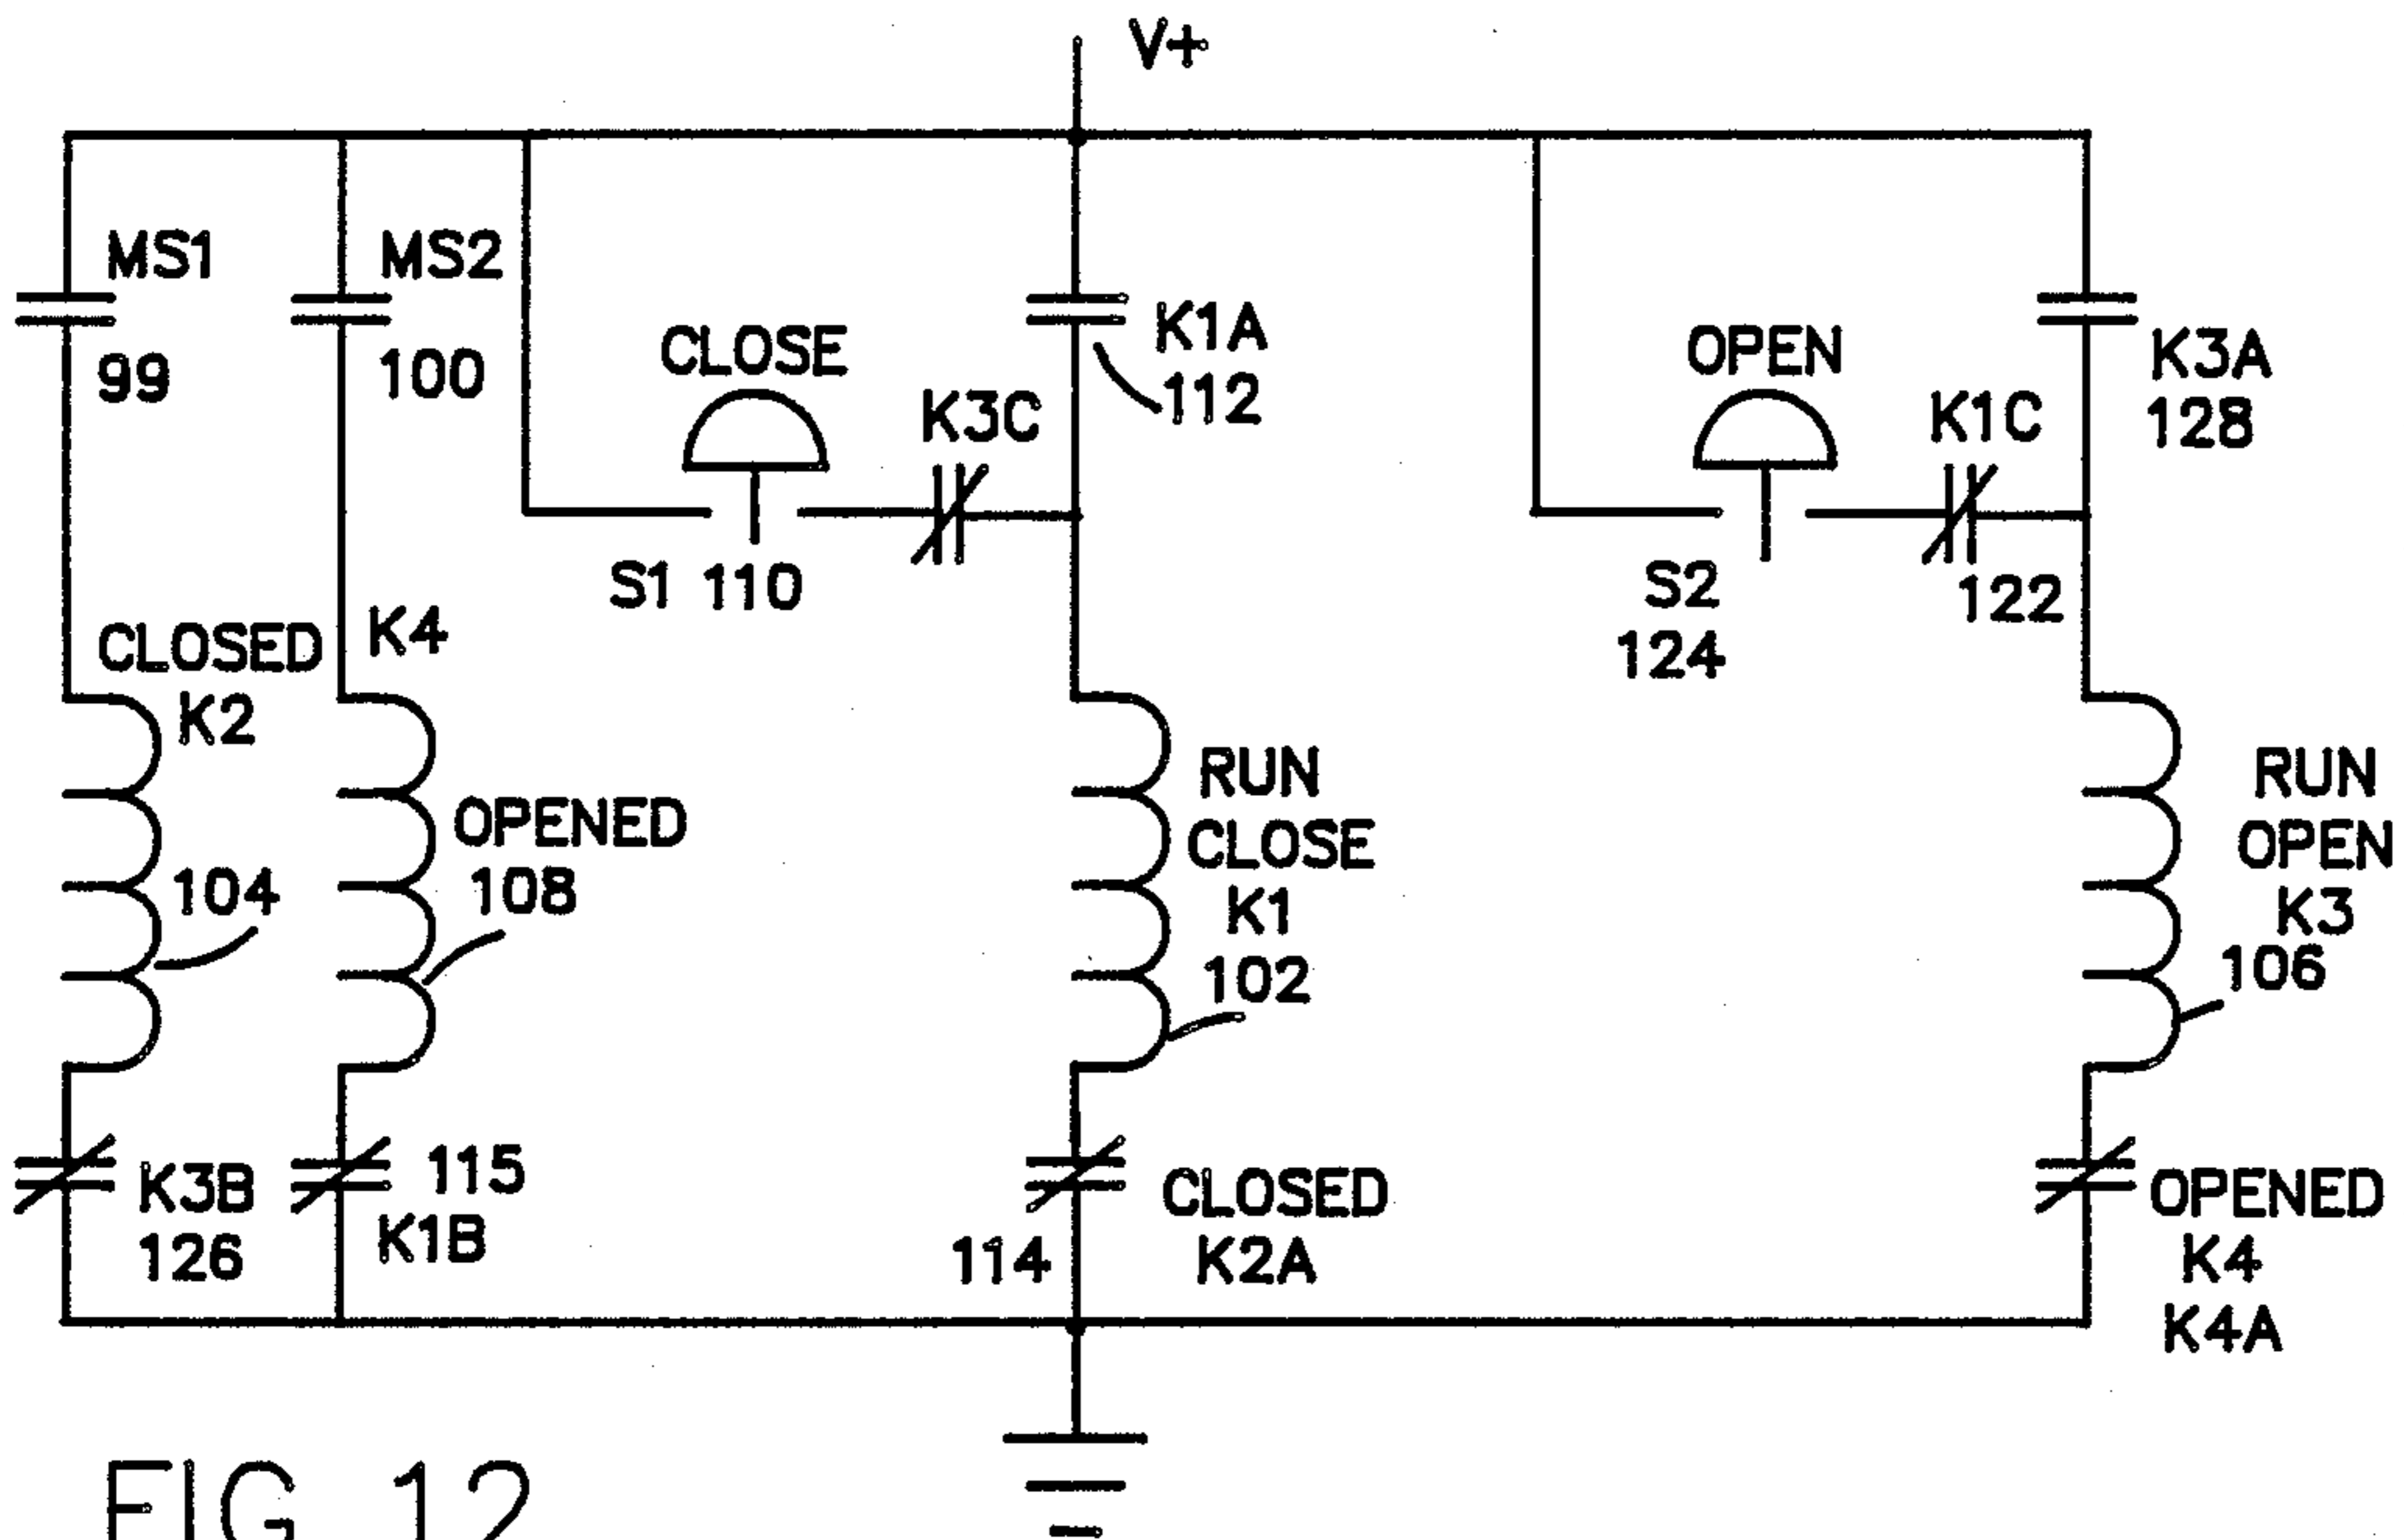 V+
MS1
99
MS2
100
CLOSE
K3C
K1A
112
S1 110
OPEN
K1C
K3A
128
S2
124
122
CLOSED
K2
K4
104
OPENED
108
RUN
CLOSE
K1
102
RUN
OPEN
K3
106
K3B
126
115
K1B
114
CLOSED
K2A
OPENED
K4
K4A
FIG 12